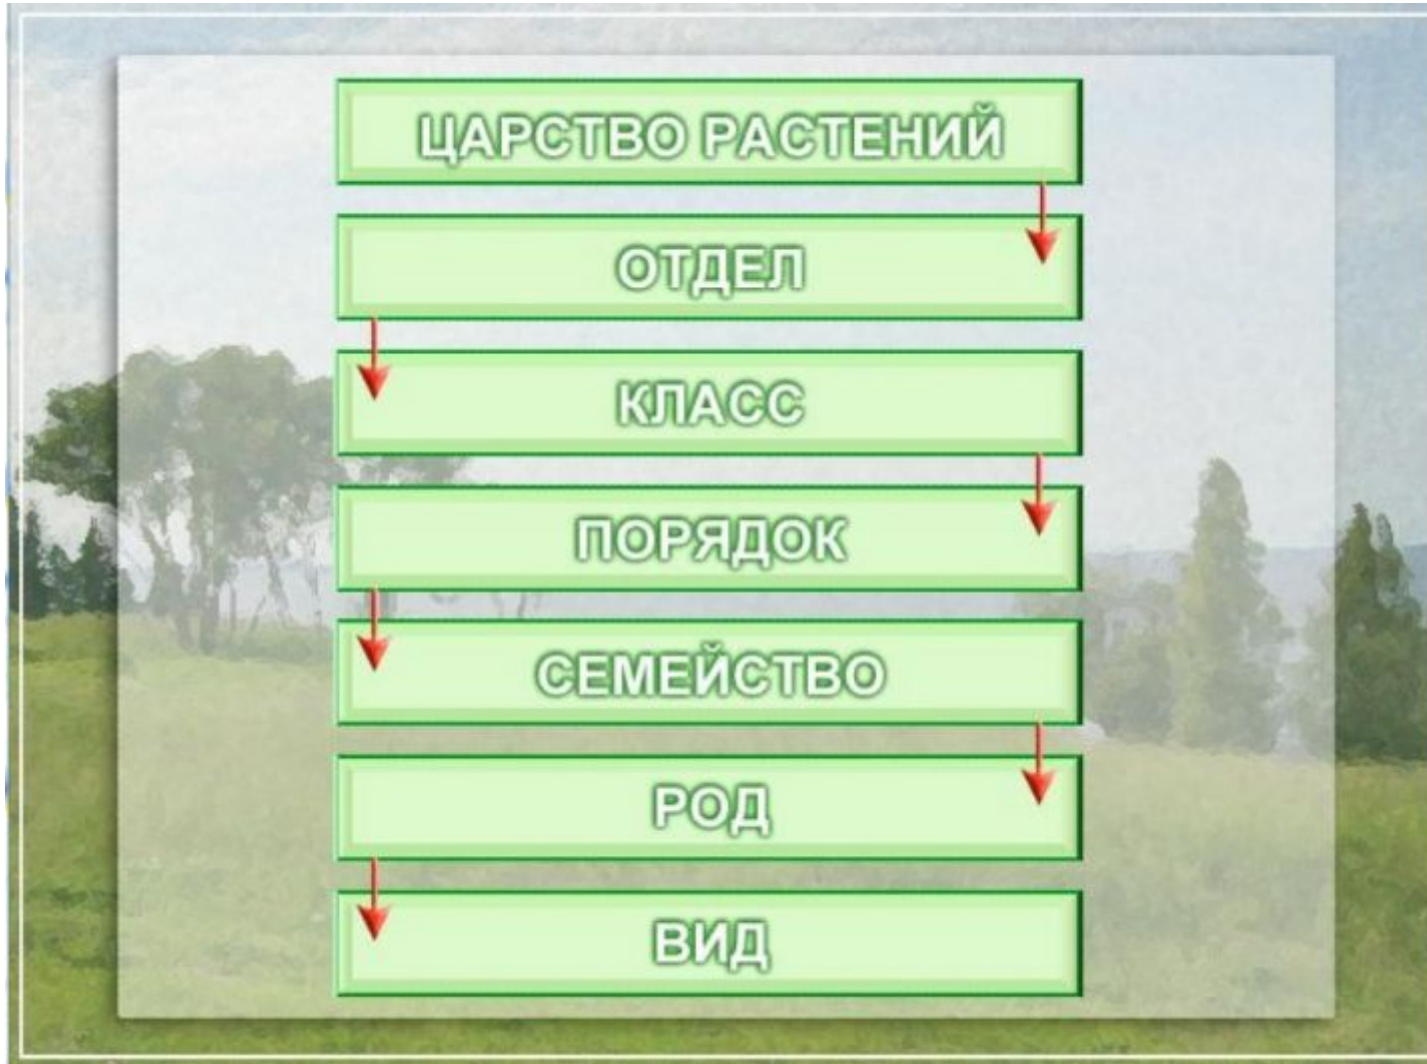 ЦАРСТВО РАСТЕНИЙ
ОТДЕЛ
КЛАСС
ПОРЯДОК
СЕМЕЙСТВО
РОД
ВИД